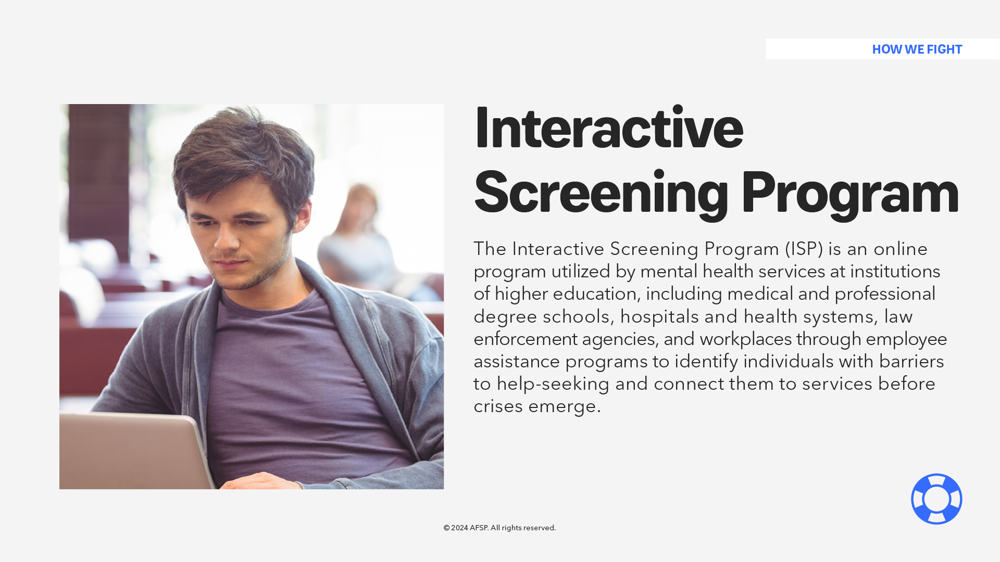 HOW WE FIGHT
Interactive
Screening Program
The Interactive Screening Program (ISP) is an online
program utilized by mental health services at institutions
of higher education, including medical and professional
degree schools, hospitals and health systems, law
enforcement agencies, and workplaces through employee
assistance programs to identify individuals with barriers
to help-seeking and connect them to services before
crises emerge.
© 2024 AFSP. All rights reserved.